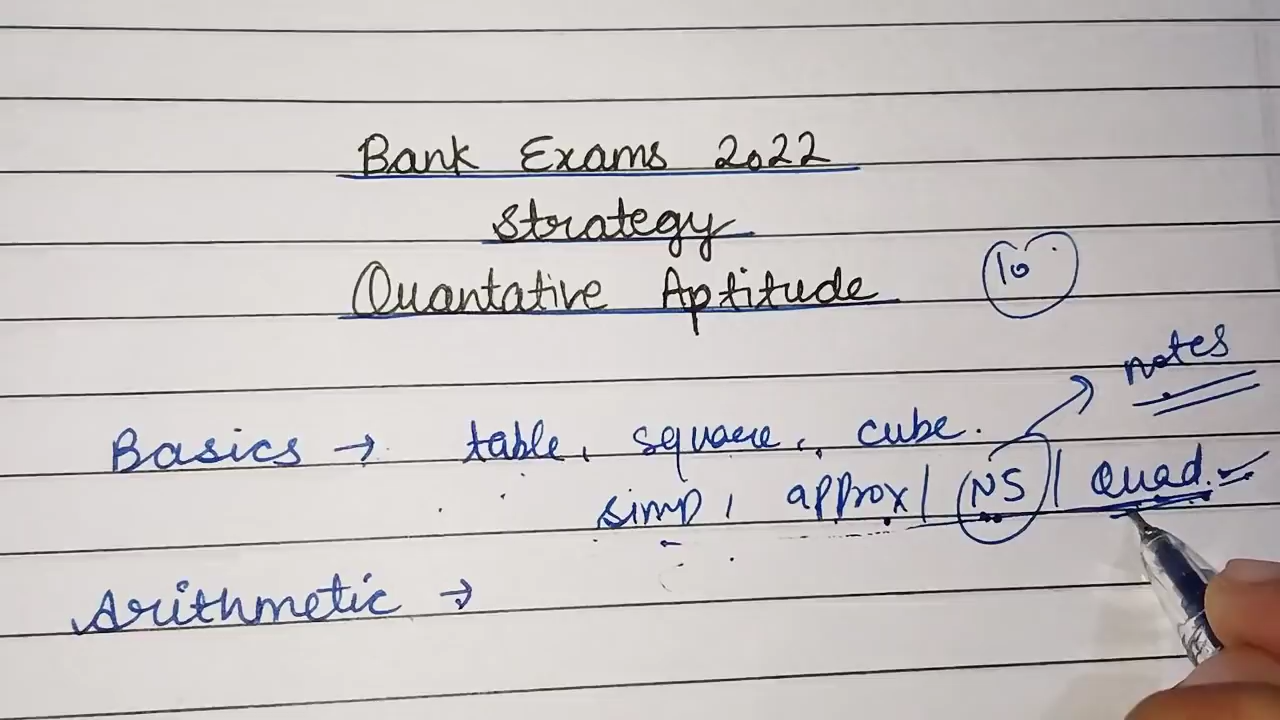 Bank Exams 2022
Strategy
Quantative Aptitude 10
notes
Basics → table, square, cube.
simp, approx | NS | Quad.
Arithmetic →